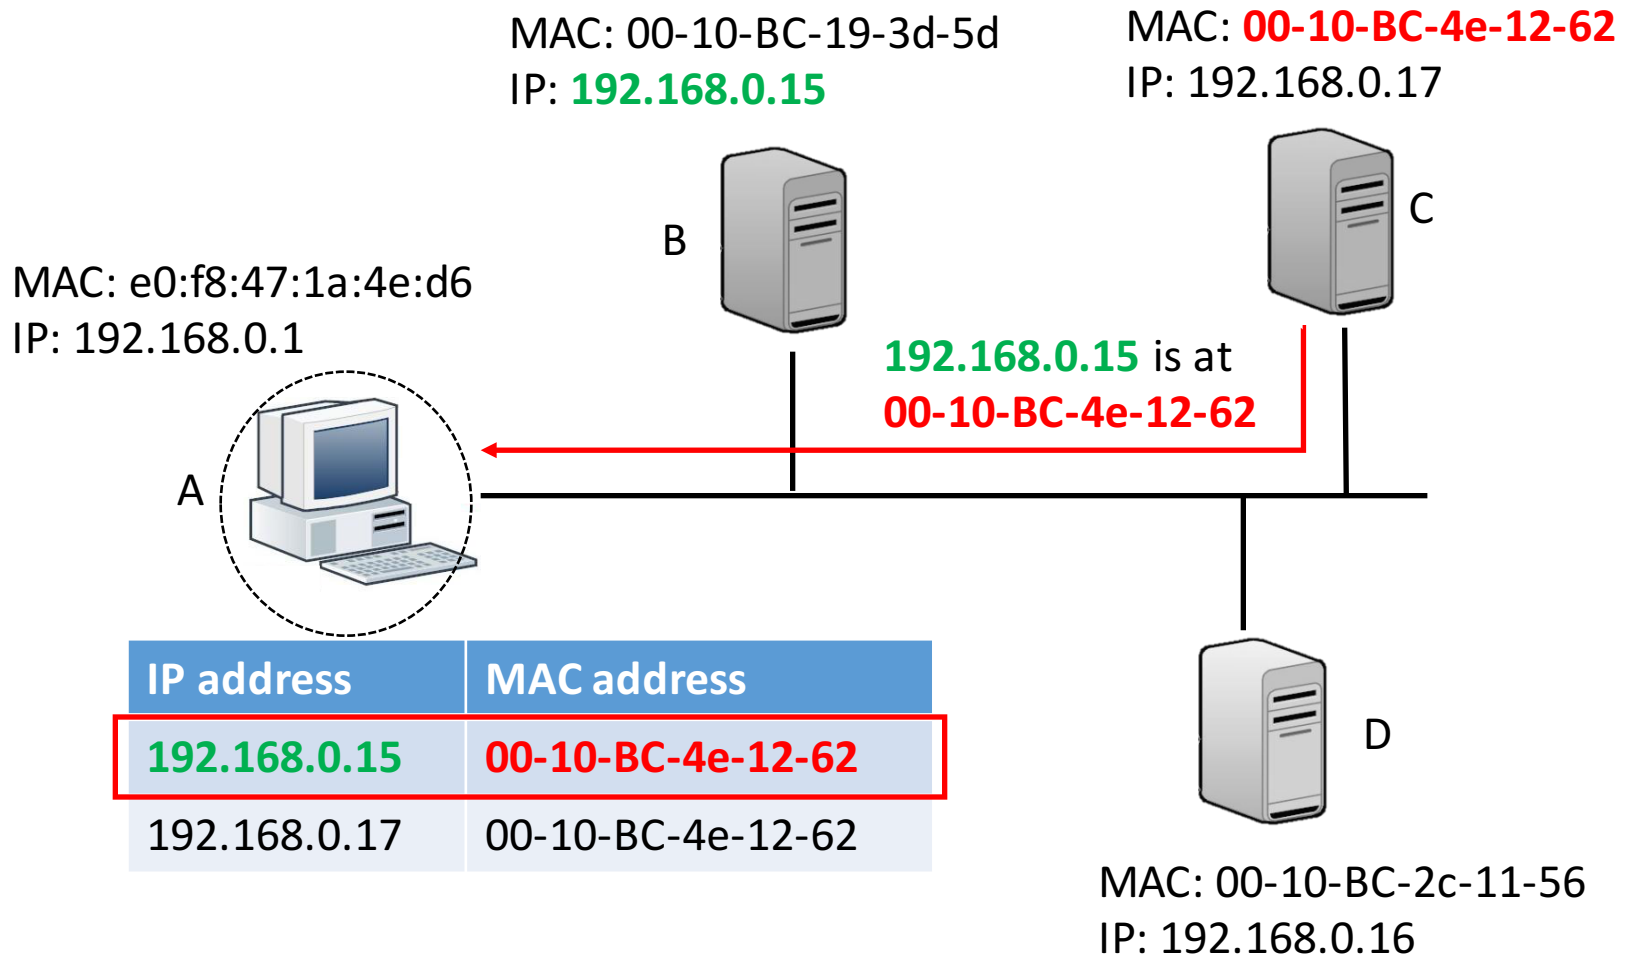 MAC: 00-10-BC-19-3d-5d
IP: 192.168.0.15
MAC: 00-10-BC-4e-12-62
IP: 192.168.0.17
B
C
MAC: e0:f8:47:1a:4e:d6
IP: 192.168.0.1
192.168.0.15 is at
00-10-BC-4e-12-62
A
IP address MAC address
192.168.0.15 00-10-BC-4e-12-62
192.168.0.17 00-10-BC-4e-12-62
D
MAC: 00-10-BC-2c-11-56
IP: 192.168.0.16